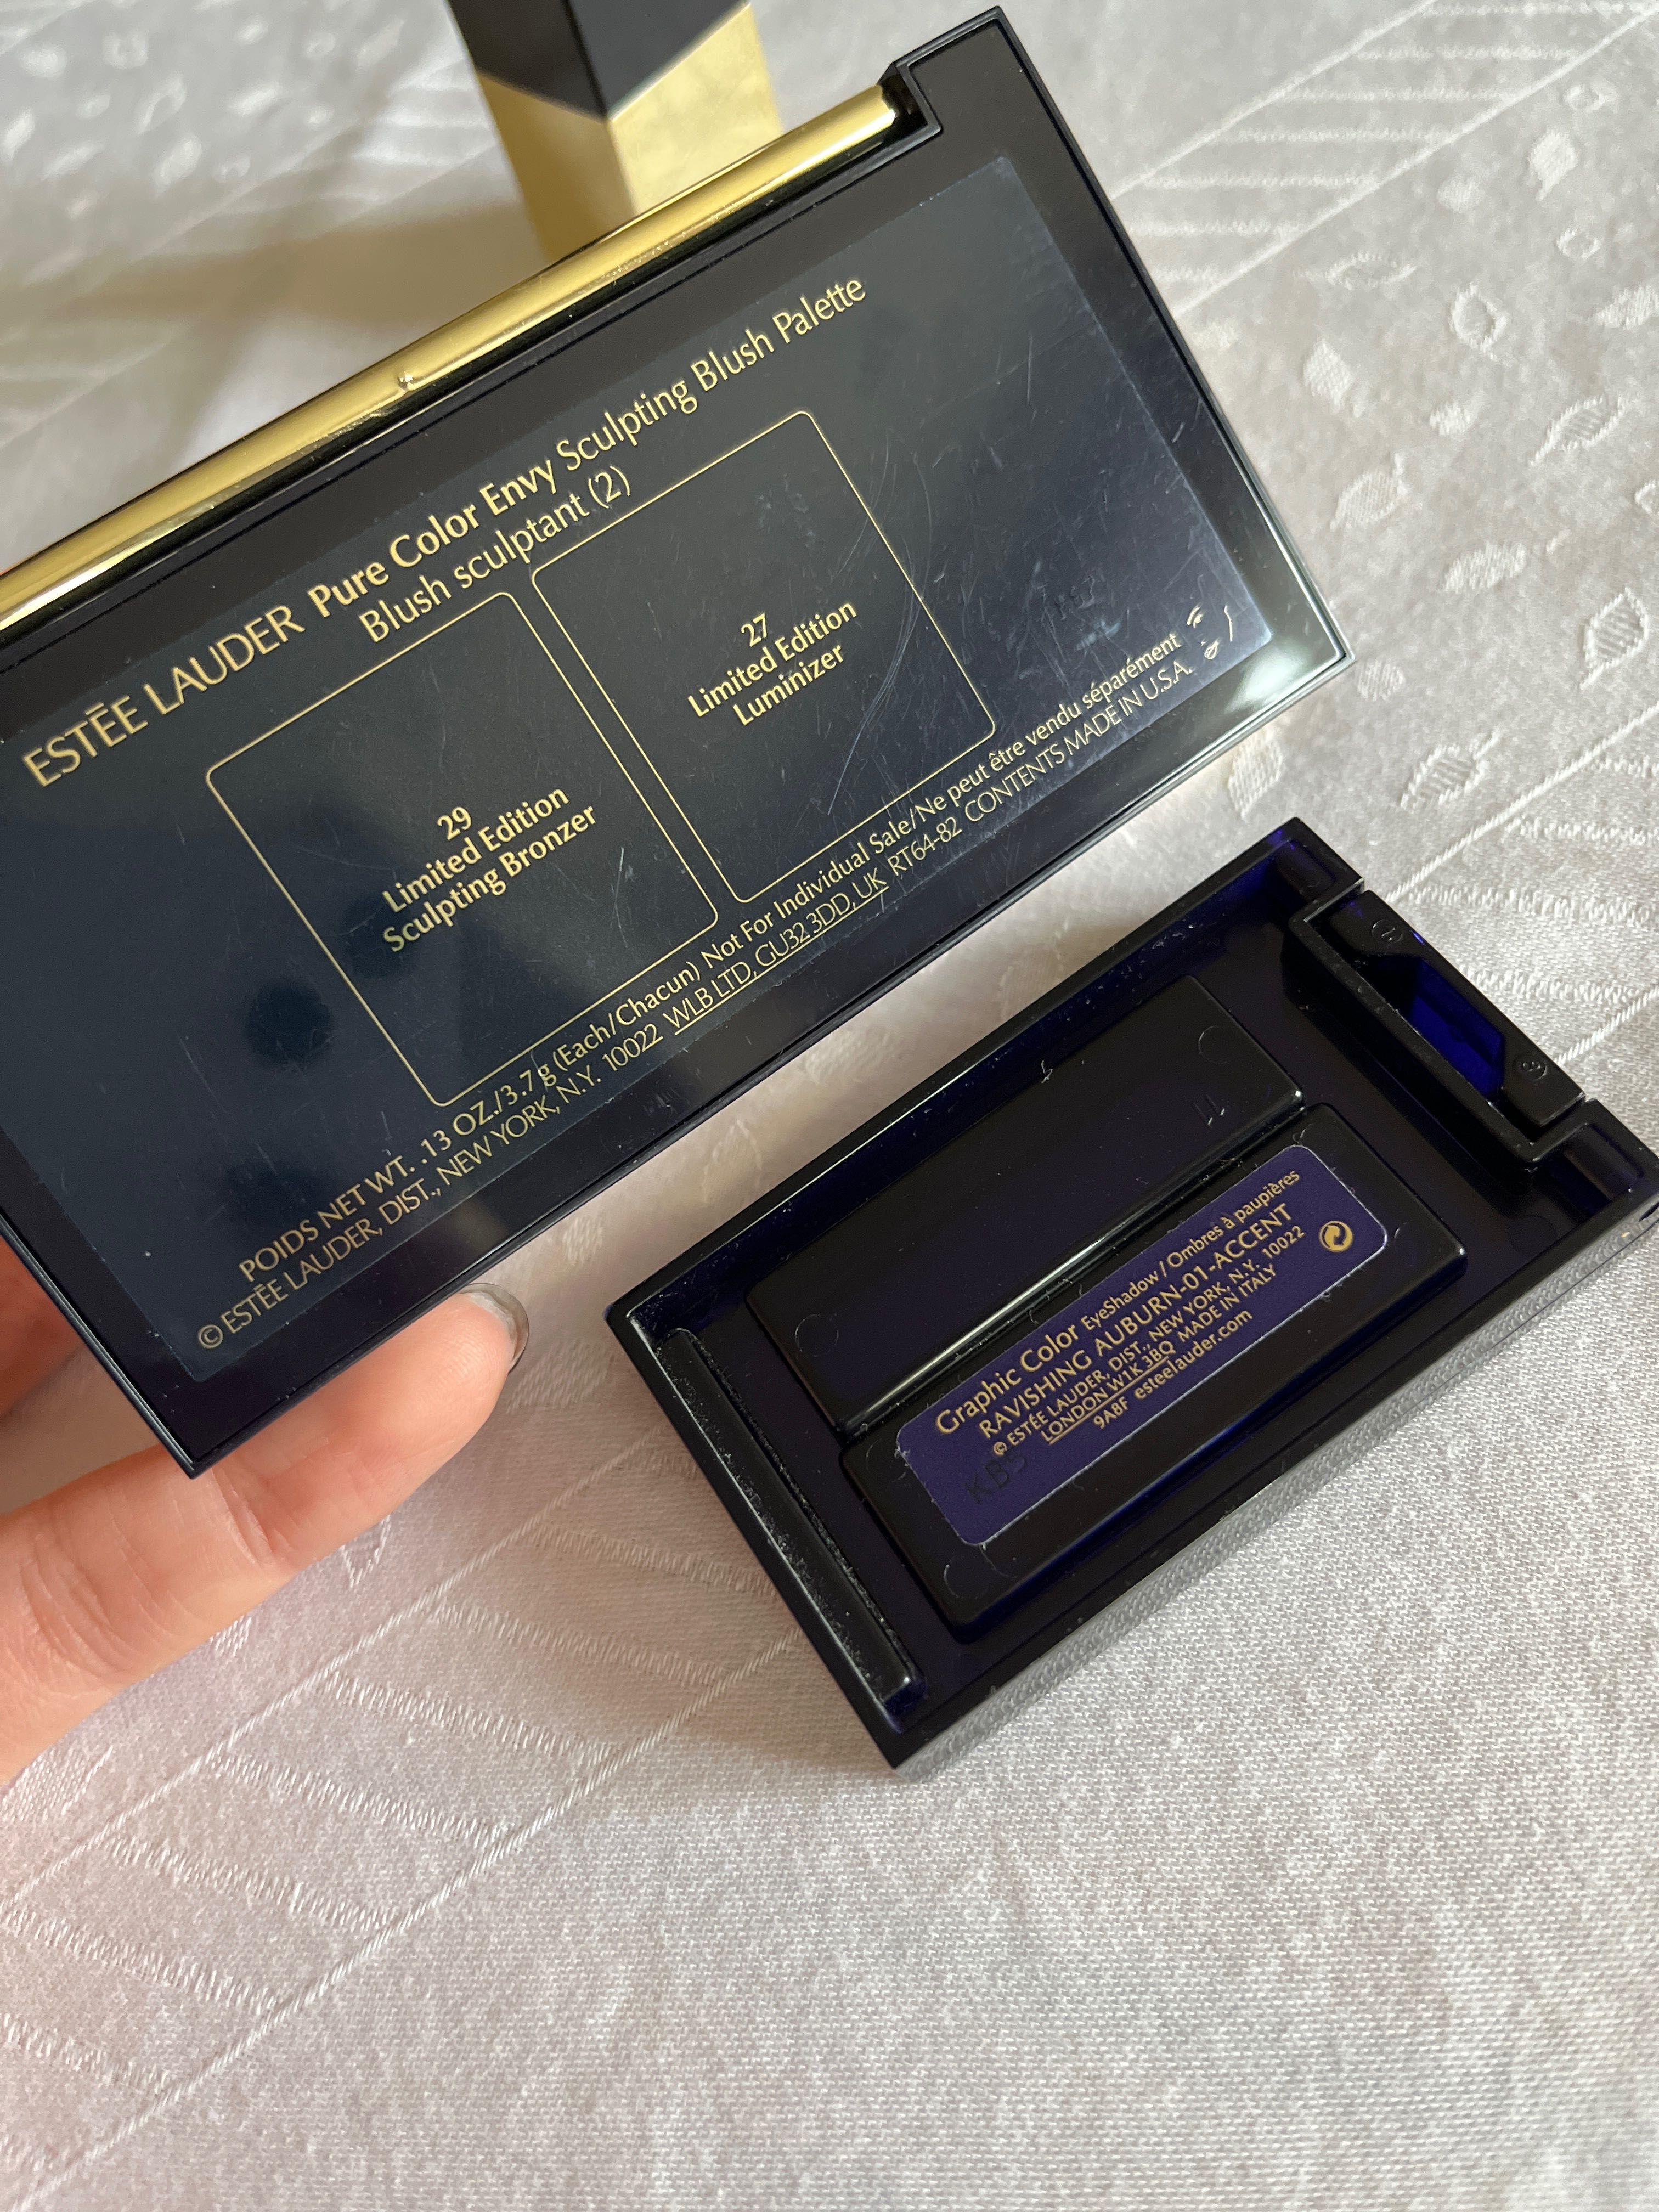 ESTĒE LAUDER Pure Color Envy Sculpting Blush Palette
Blush sculptant (2)
29
Limited Edition
Sculpting Bronzer
27
Limited Edition
Luminizer
POIDS NET WT. .13 OZ./3.7 g (Each/Chacun) Not For Individual Sale/Ne peut être vendu séparément
© ESTĒE LAUDER, DIST., NEW YORK, N.Y. 10022 WLB LTD, GU32 3DD, UK RT64-82 CONTENTS MADE IN U.S.A.
11
Graphic Color EyeShadow / Ombres à paupières
RAVISHING AUBURN-01-ACCENT
© ESTĒE LAUDER, DIST., NEW YORK, N.Y. 10022
LONDON W1K 3BQ MADE IN ITALY
9A8F esteelauder.com
KB5